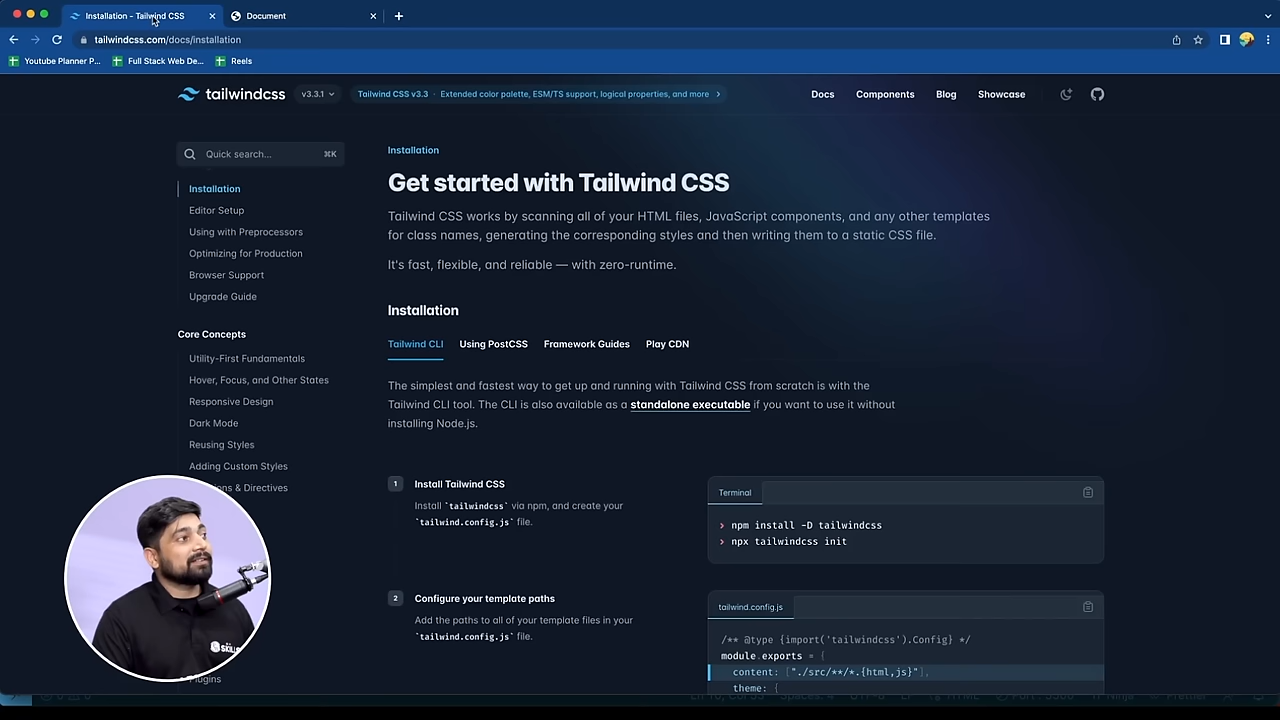 Installation - Tailwind CSS
Document
tailwindcss.com/docs/installation
Youtube Planner P...
Full Stack Web De...
Reels
tailwindcss
v3.3.1
Tailwind CSS v3.3 · Extended color palette, ESM/TS support, logical properties, and more
Docs
Components
Blog
Showcase
Quick search...
⌘K
Installation
Editor Setup
Using with Preprocessors
Optimizing for Production
Browser Support
Upgrade Guide
Core Concepts
Utility-First Fundamentals
Hover, Focus, and Other States
Responsive Design
Dark Mode
Reusing Styles
Adding Custom Styles
& Directives
Plugins
Installation
Get started with Tailwind CSS
Tailwind CSS works by scanning all of your HTML files, JavaScript components, and any other templates
for class names, generating the corresponding styles and then writing them to a static CSS file.
It's fast, flexible, and reliable — with zero-runtime.
Installation
Tailwind CLI
Using PostCSS
Framework Guides
Play CDN
The simplest and fastest way to get up and running with Tailwind CSS from scratch is with the
Tailwind CLI tool. The CLI is also available as a standalone executable if you want to use it without
installing Node.js.
1
Install Tailwind CSS
Install `tailwindcss` via npm, and create your
`tailwind.config.js` file.
Terminal
> npm install -D tailwindcss
> npx tailwindcss init
2
Configure your template paths
Add the paths to all of your template files in your
`tailwind.config.js` file.
tailwind.config.js
/** @type {import('tailwindcss').Config} */
module.exports = {
content: ["./src/**/*.{html,js}"],
theme: {